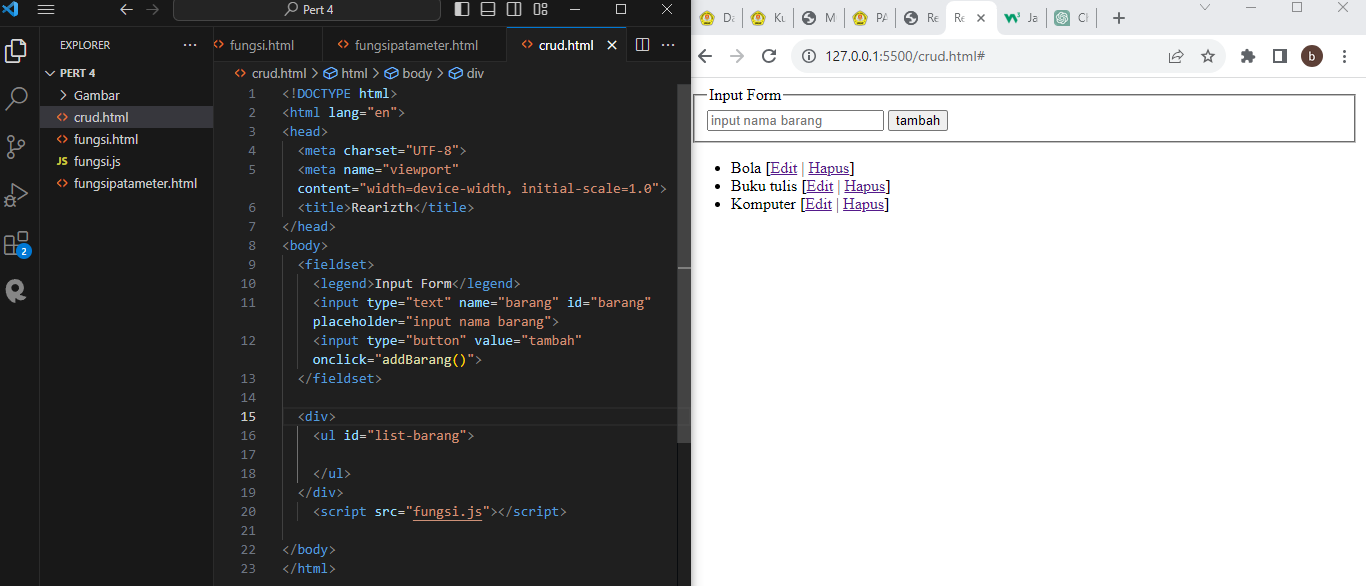 Pert 4
EXPLORER
PERT 4
Gambar
crud.html
fungsi.html
JS fungsi.js
fungsipatameter.html
2
fungsi.html
fungsipatameter.html
crud.html
crud.html > html > body > div
1 <!DOCTYPE html>
2 <html lang="en">
3 <head>
4 <meta charset="UTF-8">
5 <meta name="viewport"
content="width=device-width, initial-scale=1.0">
6 <title>Rearizth</title>
7 </head>
8 <body>
9 <fieldset>
10 <legend>Input Form</legend>
11 <input type="text" name="barang" id="barang"
placeholder="input nama barang">
12 <input type="button" value="tambah"
onclick="addBarang()">
13 </fieldset>
14
15 <div>
16 <ul id="list-barang">
17
18 </ul>
19 </div>
20 <script src="fungsi.js"></script>
21
22 </body>
23 </html>
Da
Ku
M
PA
Re
Re
Ja
Ch
127.0.0.1:5500/crud.html#
b
Input Form
input nama barang
tambah
Bola [Edit | Hapus]
Buku tulis [Edit | Hapus]
Komputer [Edit | Hapus]